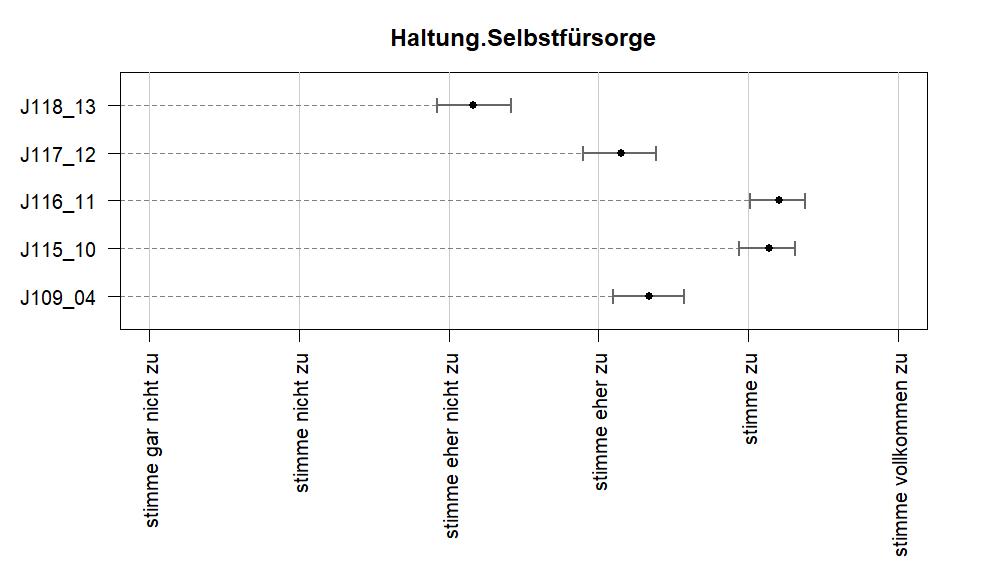 Haltung.Selbstfürsorge
J118_13
J117_12
J116_11
J115_10
J109_04
stimme gar nicht zu
stimme nicht zu
stimme eher nicht zu
stimme eher zu
stimme zu
stimme vollkommen zu